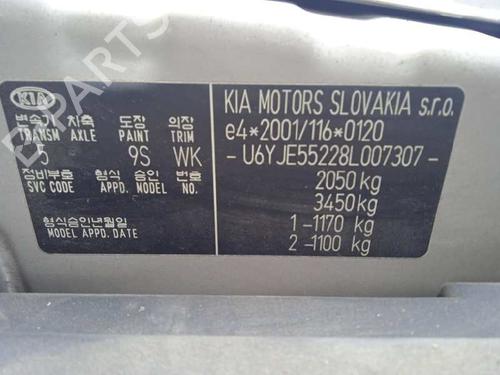 KIA
변속기 차축 도장 의장
TRANSM AXLE PAINT TRIM
5 9S WK
정비부호 형식 승인 번호
SVC CODE APPD. MODEL NO.
형식승인년월일
MODEL APPD. DATE
KIA MOTORS SLOVAKIA s.r.o.
e4*2001/116*0120
-U6YJE55228L007307-
2050 kg
3450 kg
1-1170 kg
2-1100 kg